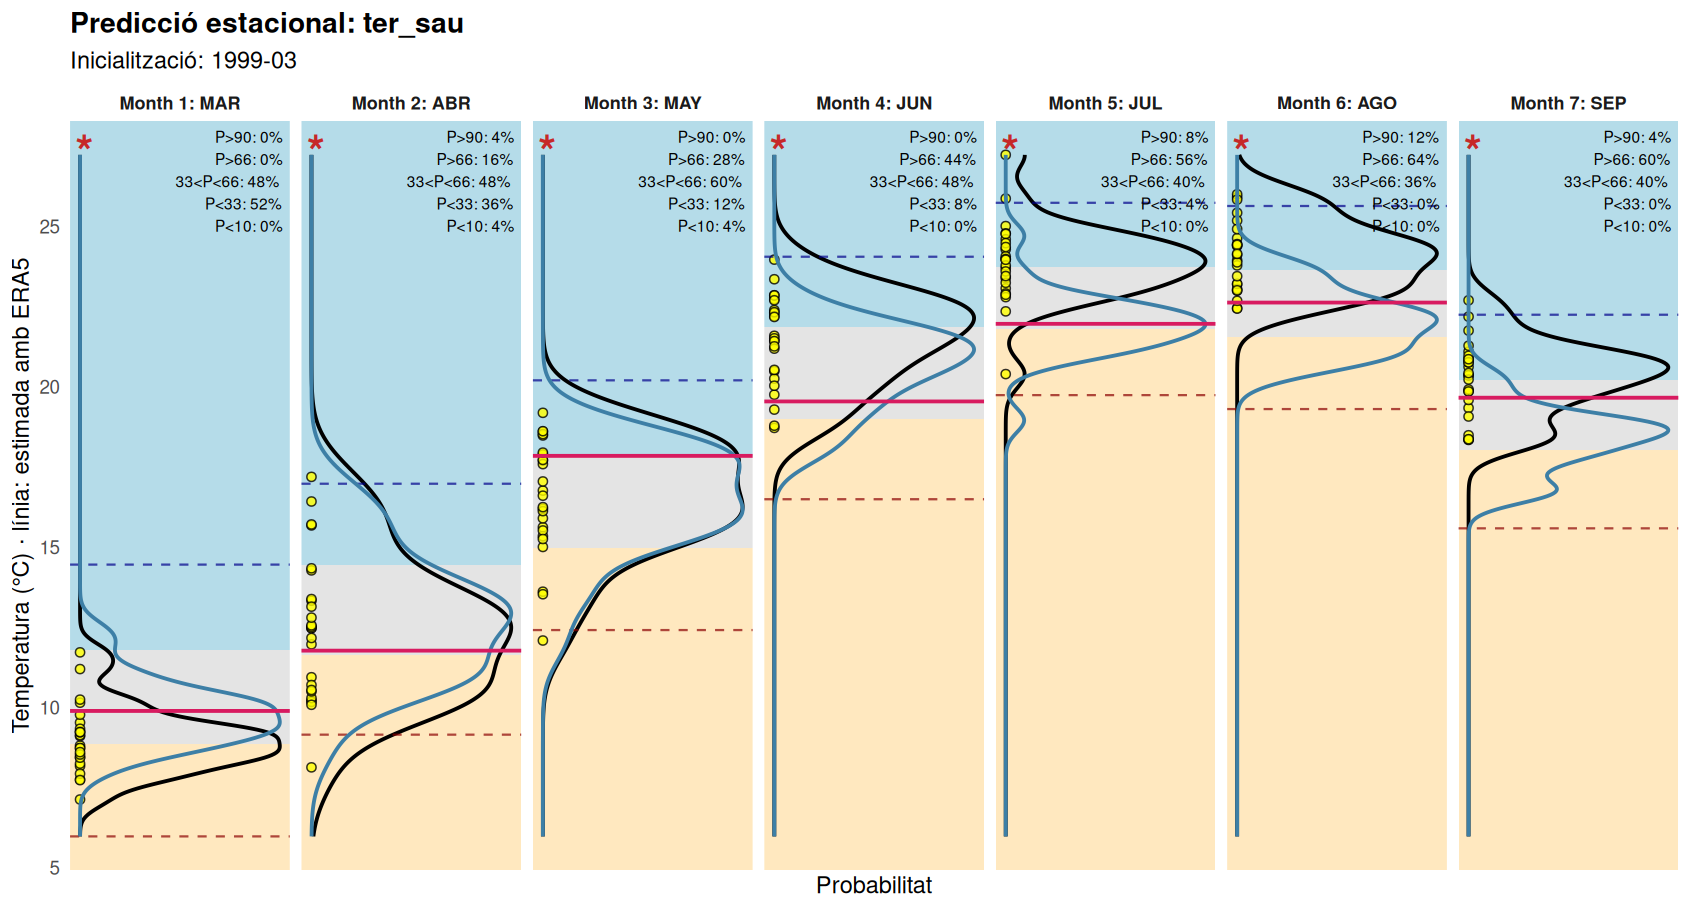 Predicció estacional: ter_sau
Inicialització: 1999-03
Month 1: MAR
Month 2: ABR
Month 3: MAY
Month 4: JUN
Month 5: JUL
Month 6: AGO
Month 7: SEP
*
P>90: 0%
P>66: 0%
33<P<66: 48%
P<33: 52%
P<10: 0%
*
P>90: 4%
P>66: 16%
33<P<66: 48%
P<33: 36%
P<10: 4%
*
P>90: 0%
P>66: 28%
33<P<66: 60%
P<33: 12%
P<10: 4%
*
P>90: 0%
P>66: 44%
33<P<66: 48%
P<33: 8%
P<10: 0%
*
P>90: 8%
P>66: 56%
33<P<66: 40%
P<33: 4%
P<10: 0%
*
P>90: 12%
P>66: 64%
33<P<66: 36%
P<33: 0%
P<10: 0%
*
P>90: 4%
P>66: 60%
33<P<66: 40%
P<33: 0%
P<10: 0%
Temperatura (°C) · línia: estimada amb ERA5
25
20
15
10
5
Probabilitat